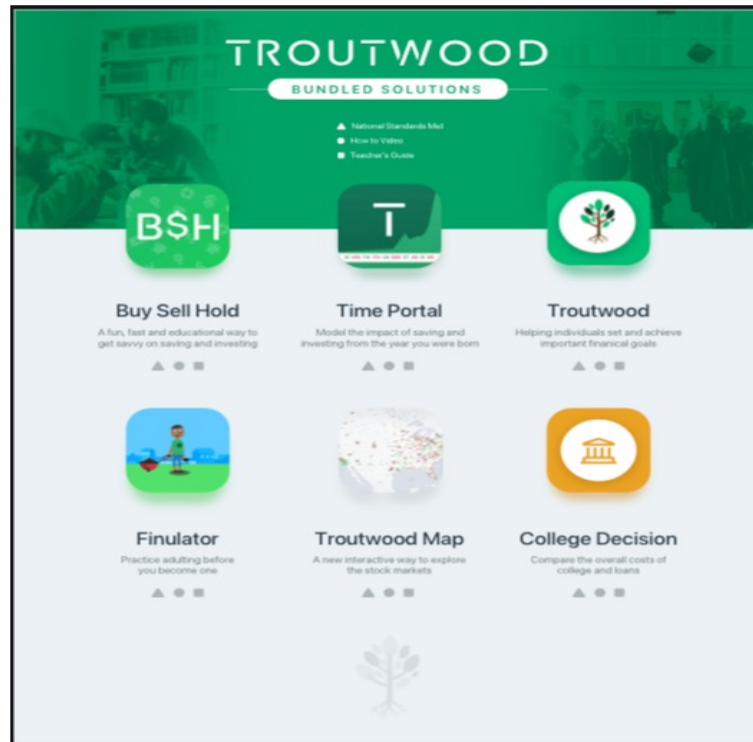 TROUTWOOD
BUNDLED SOLUTIONS
National Standards Met
How to Video
Teacher's Guide
B$H
T
Buy Sell Hold
A fun, fast and educational way to
get savvy on saving and investing
Time Portal
Model the impact of saving and
investing from the year you were born
Troutwood
Helping individuals set and achieve
important finanical goals
Finulator
Practice adulting before
you become one
Troutwood Map
A new interactive way to explore
the stock markets
College Decision
Compare the overall costs of
college and loans